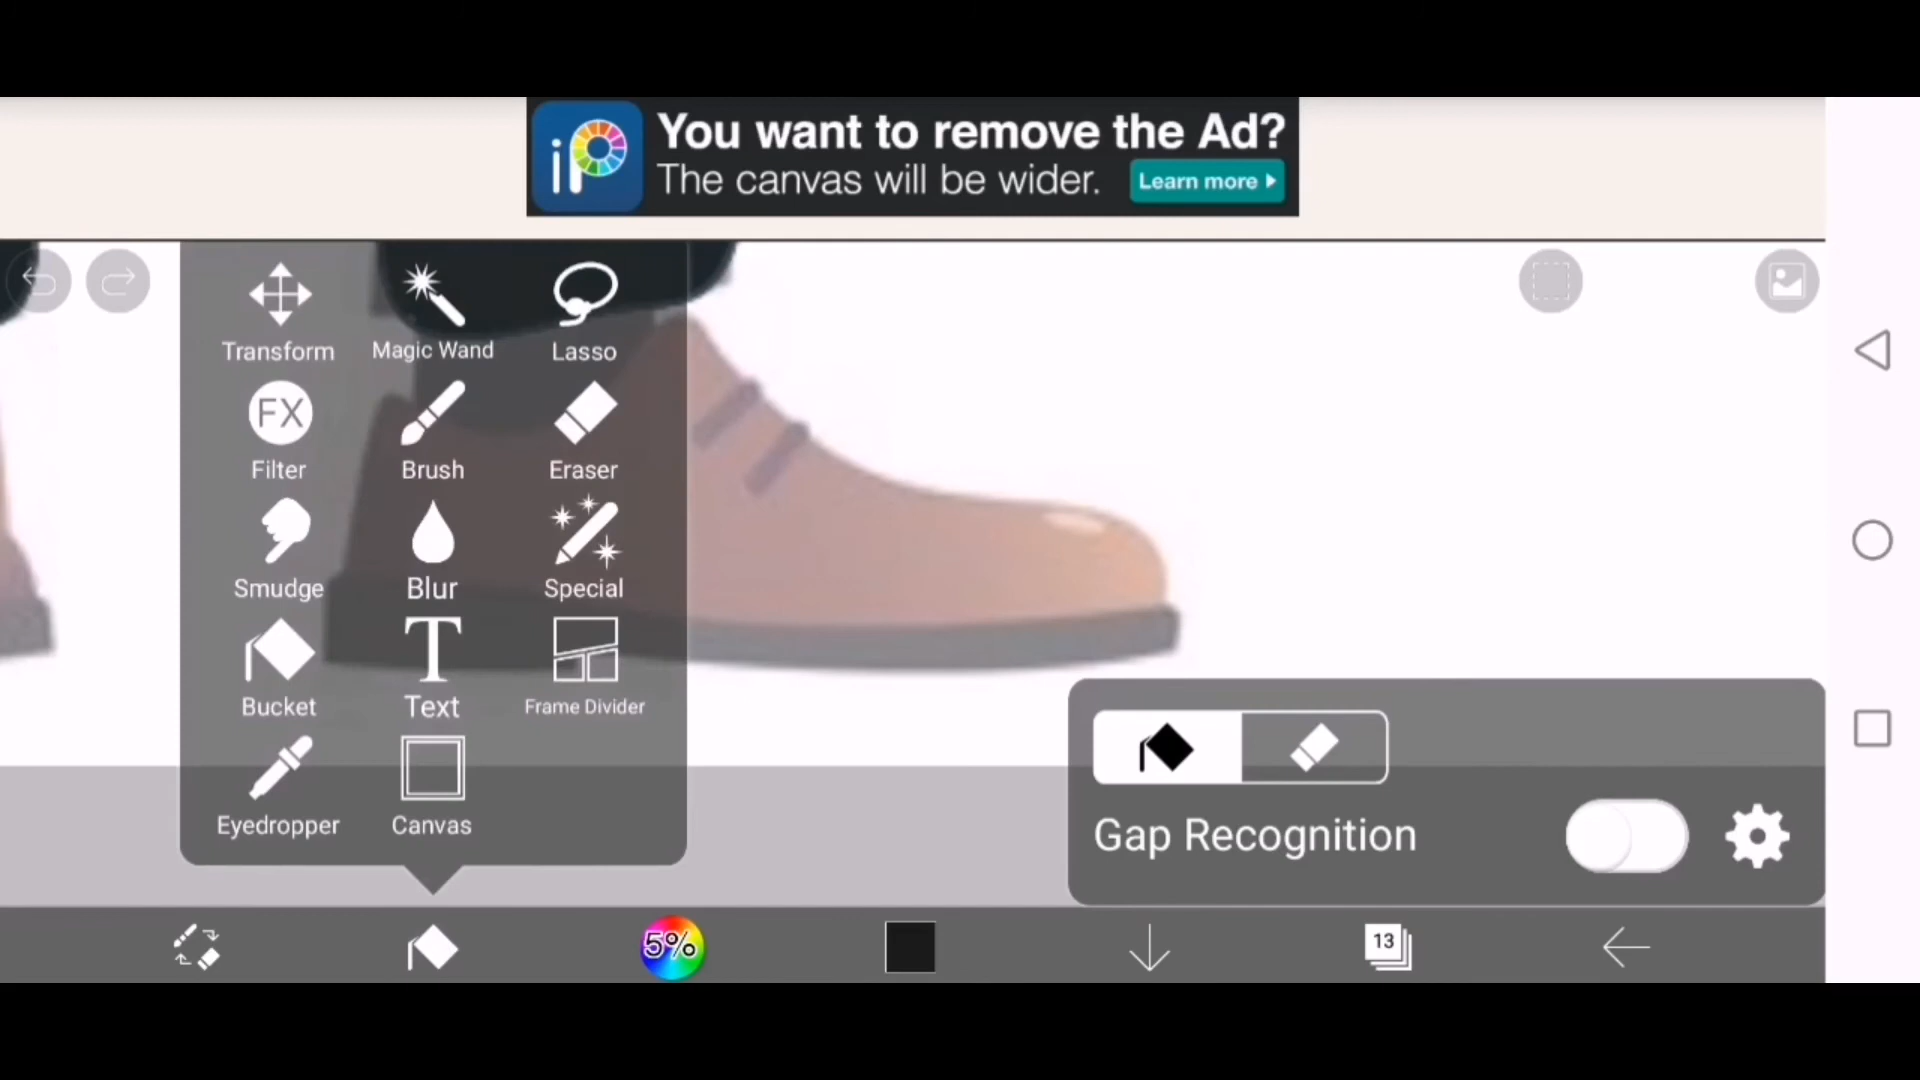 iP
You want to remove the Ad?
The canvas will be wider.
Learn more
Transform
Magic Wand
Lasso
FX
Filter
Brush
Eraser
Smudge
Blur
Special
T
Bucket
Text
Frame Divider
Eyedropper
Canvas
Gap Recognition
5%
13